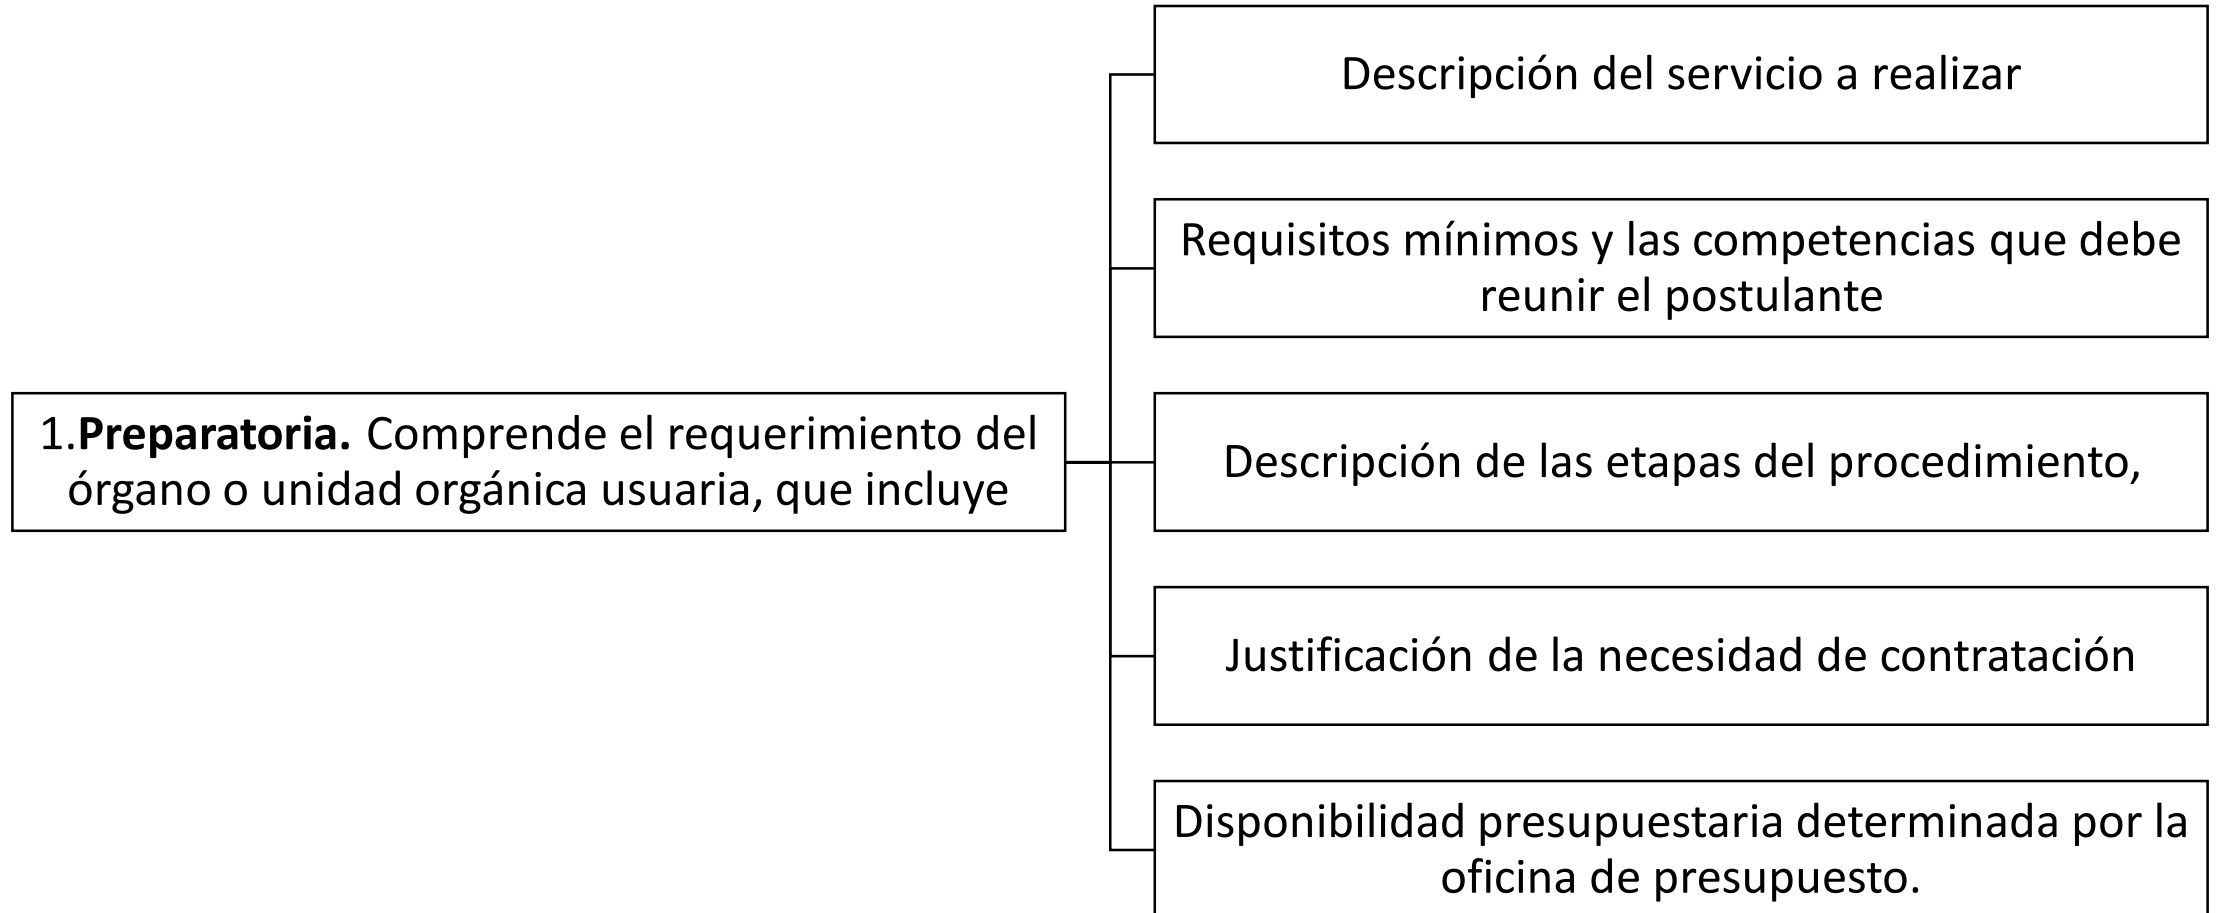 Descripción del servicio a realizar
Requisitos mínimos y las competencias que debe
reunir el postulante
1.Preparatoria. Comprende el requerimiento del
órgano o unidad orgánica usuaria, que incluye
Descripción de las etapas del procedimiento,
Justificación de la necesidad de contratación
Disponibilidad presupuestaria determinada por la
oficina de presupuesto.